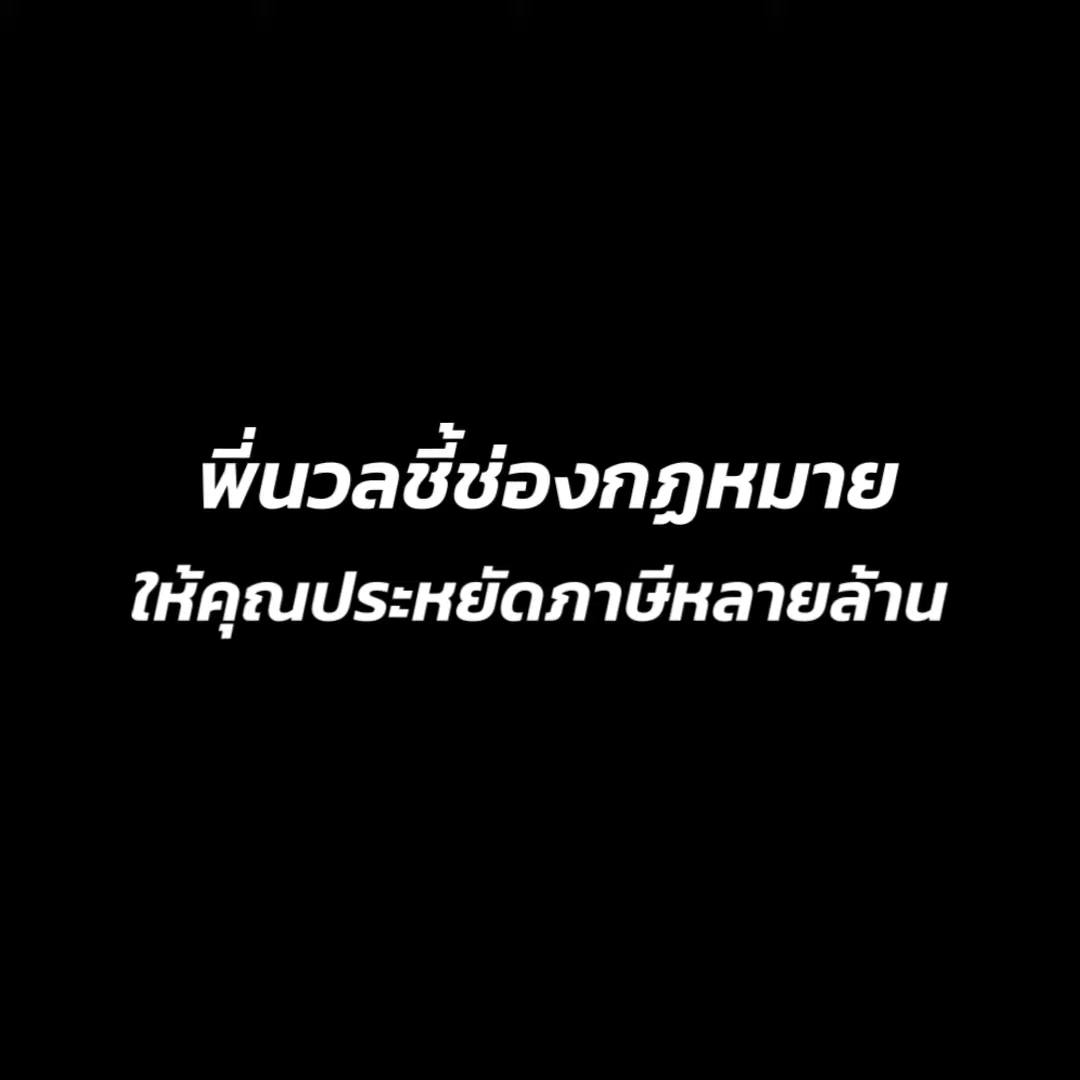 พี่นวลชี้ช่องกฏหมาย
ให้คุณประหยัดภาษีหลายล้าน